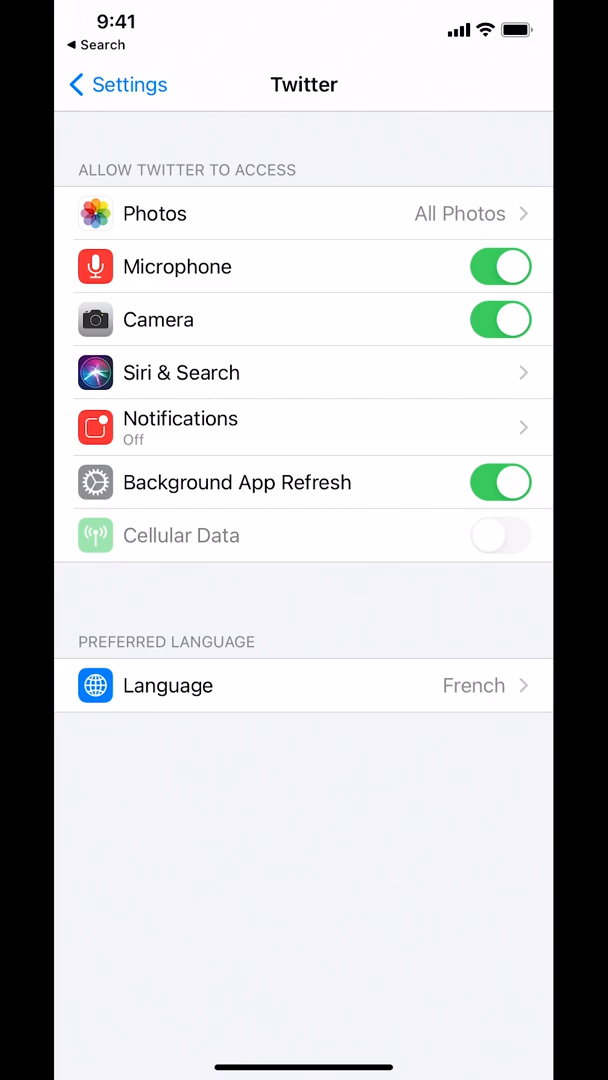 9:41
Search
Settings
Twitter
ALLOW TWITTER TO ACCESS
Photos All Photos
Microphone
Camera
Siri & Search
Notifications
Off
Background App Refresh
Cellular Data
PREFERRED LANGUAGE
Language French